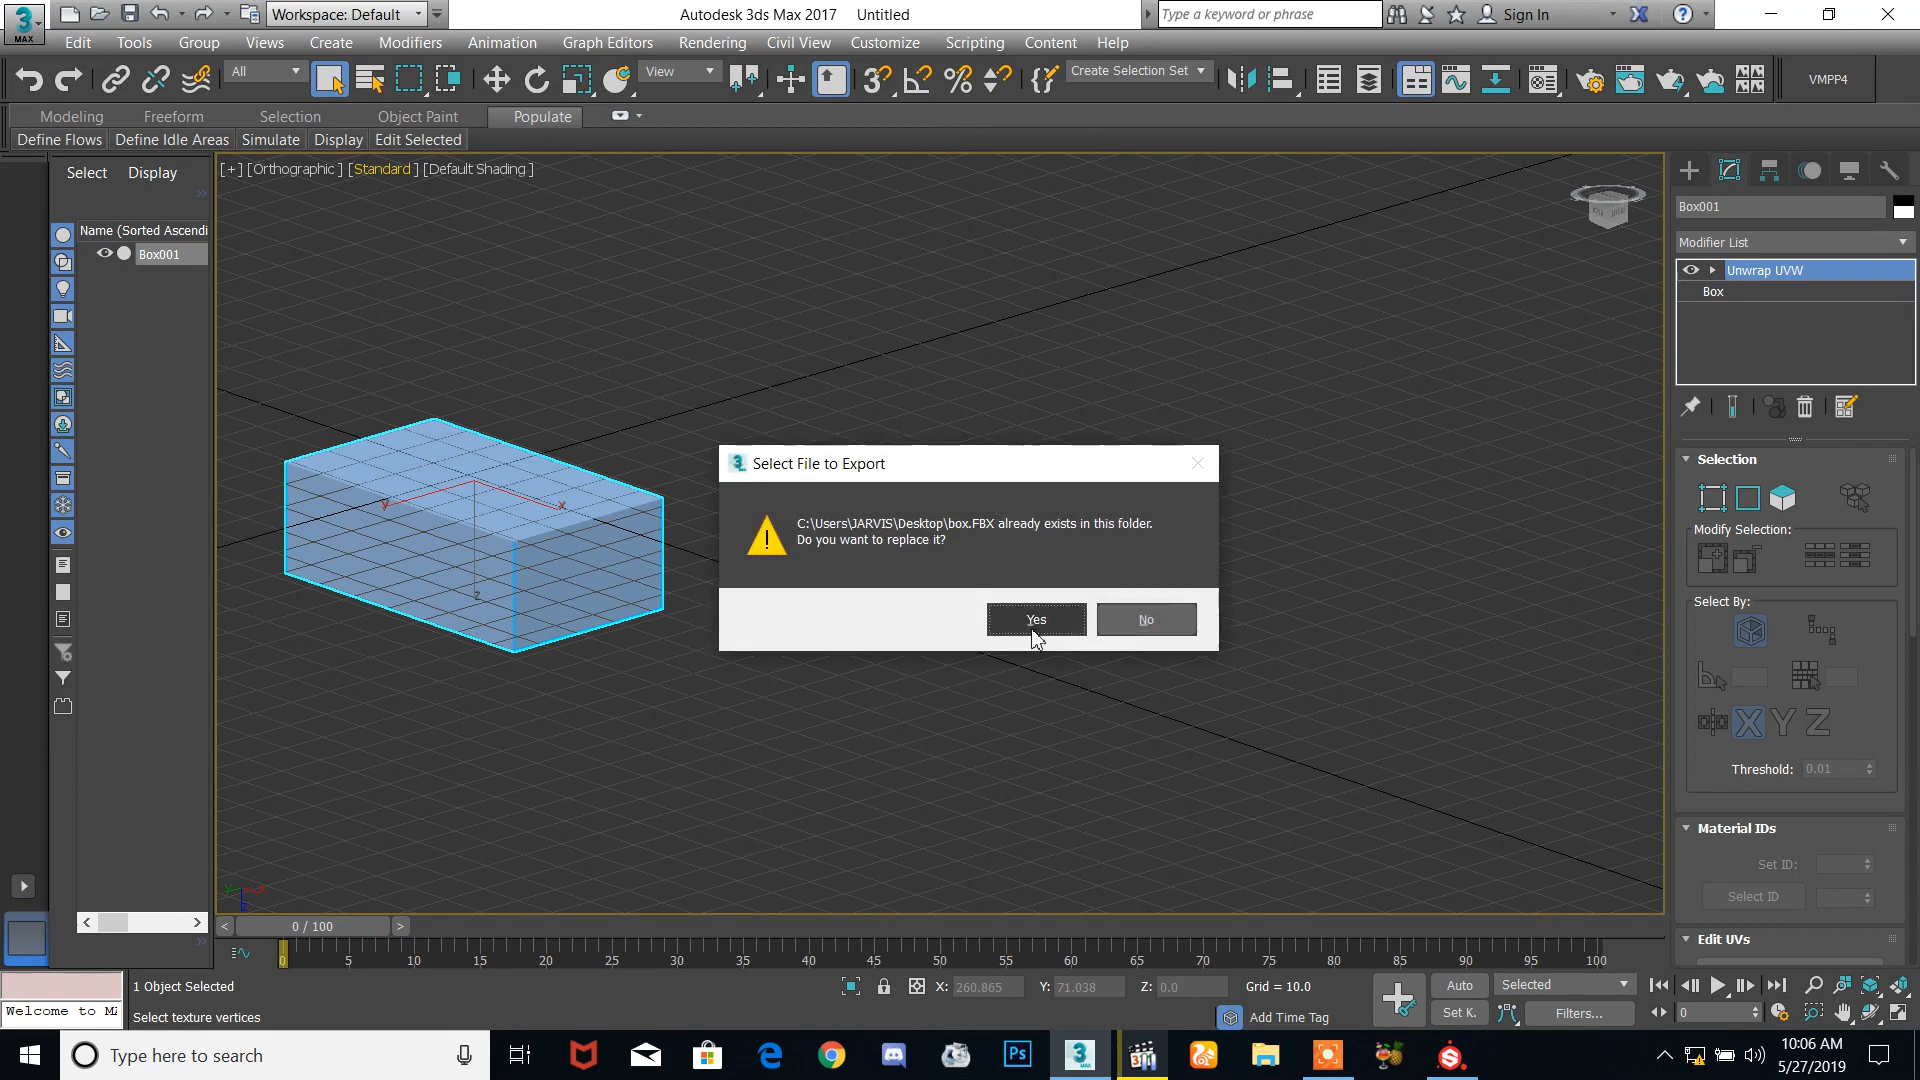 Workspace: Default
Autodesk 3ds Max 2017 Untitled
Type a keyword or phrase
Sign In
MAX
Edit Tools Group Views Create Modifiers Animation Graph Editors Rendering Civil View Customize Scripting Content Help
All
View
Create Selection Set
VMPP4
Modeling Freeform Selection Object Paint Populate
Define Flows Define Idle Areas Simulate Display Edit Selected
Select Display
[+] [Orthographic ] [Standard ] [Default Shading ]
Name (Sorted Ascendi
Box001
Box001
Modifier List
Unwrap UVW
Box
Select File to Export
C:\Users\JARVIS\Desktop\box.FBX already exists in this folder.
Do you want to replace it?
Yes No
y x
z
Selection
Modify Selection:
Select By:
X Y Z
Threshold: 0.01
Material IDs
Set ID:
Select ID
Edit UVs
< 0 / 100 >
0 5 10 15 20 25 30 35 40 45 50 55 60 65 70 75 80 85 90 95 100
1 Object Selected
X: 260.865 Y: 71.038 Z: 0.0 Grid = 10.0
Auto Selected
Welcome to MA
Select texture vertices
Add Time Tag
Set K. Filters...
0
Type here to search
Ps
3
MAX
10:06 AM
5/27/2019